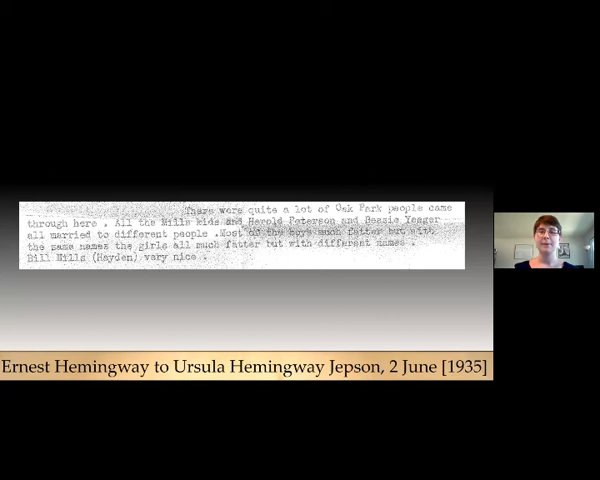 There were quite a lot of Oak Park people came
through here . All the Mills kids and Harold Peterson and Bessie Yeager
all married to different people .Most of the boys much fatter but with
the same names the girls all much fatter but with different names .
Bill Mills (Hayden) very nice .
Ernest Hemingway to Ursula Hemingway Jepson, 2 June [1935]